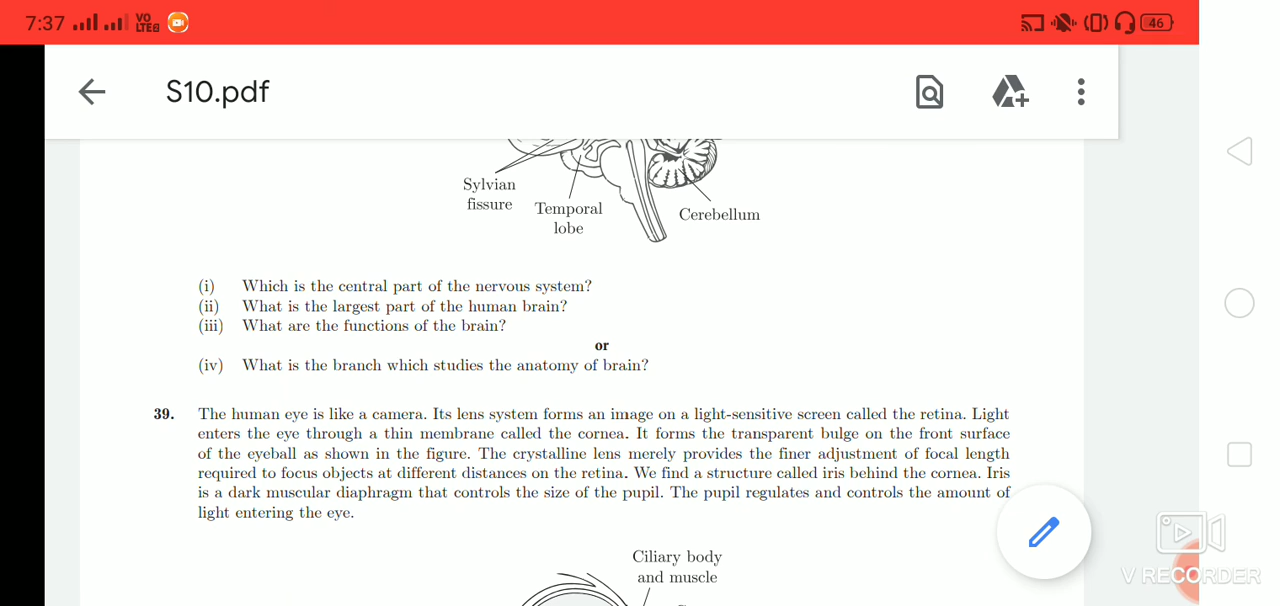 7:37 VO LTE 46
S10.pdf
Sylvian
fissure
Temporal
lobe
Cerebellum
(i) Which is the central part of the nervous system?
(ii) What is the largest part of the human brain?
(iii) What are the functions of the brain?
or
(iv) What is the branch which studies the anatomy of brain?
39. The human eye is like a camera. Its lens system forms an image on a light-sensitive screen called the retina. Light
enters the eye through a thin membrane called the cornea. It forms the transparent bulge on the front surface
of the eyeball as shown in the figure. The crystalline lens merely provides the finer adjustment of focal length
required to focus objects at different distances on the retina. We find a structure called iris behind the cornea. Iris
is a dark muscular diaphragm that controls the size of the pupil. The pupil regulates and controls the amount of
light entering the eye.
Ciliary body
and muscle
V RECORDER